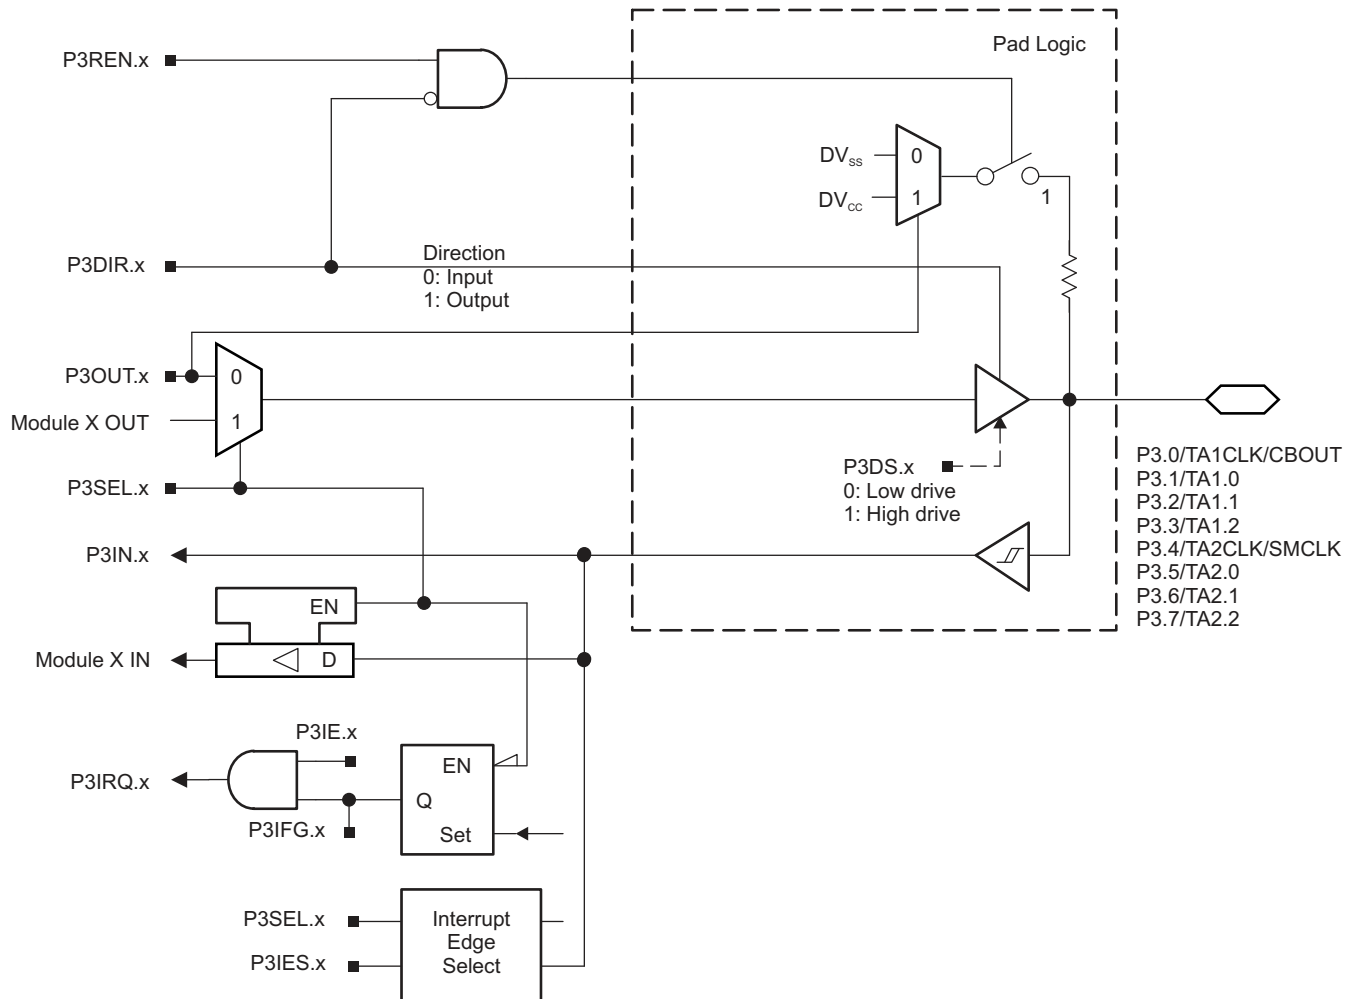 Pad Logic
P3REN.x
DVSS
0
DVCC
1
1
P3DIR.x
Direction
0: Input
1: Output
P3OUT.x
0
Module X OUT
1
P3SEL.x
P3DS.x
0: Low drive
1: High drive
P3.0/TA1CLK/CBOUT
P3.1/TA1.0
P3.2/TA1.1
P3.3/TA1.2
P3.4/TA2CLK/SMCLK
P3.5/TA2.0
P3.6/TA2.1
P3.7/TA2.2
P3IN.x
EN
Module X IN
D
P3IE.x
P3IRQ.x
EN
Q
P3IFG.x
Set
P3SEL.x
P3IES.x
Interrupt
Edge
Select